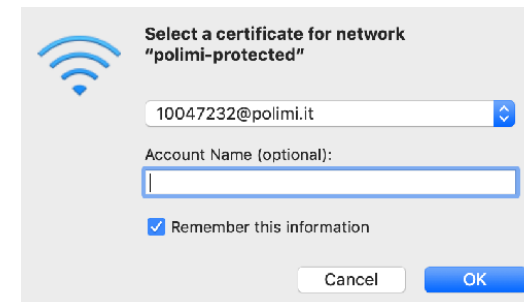 Select a certificate for network
“polimi-protected”
10047232@polimi.it
Account Name (optional):
Remember this information
Cancel
OK